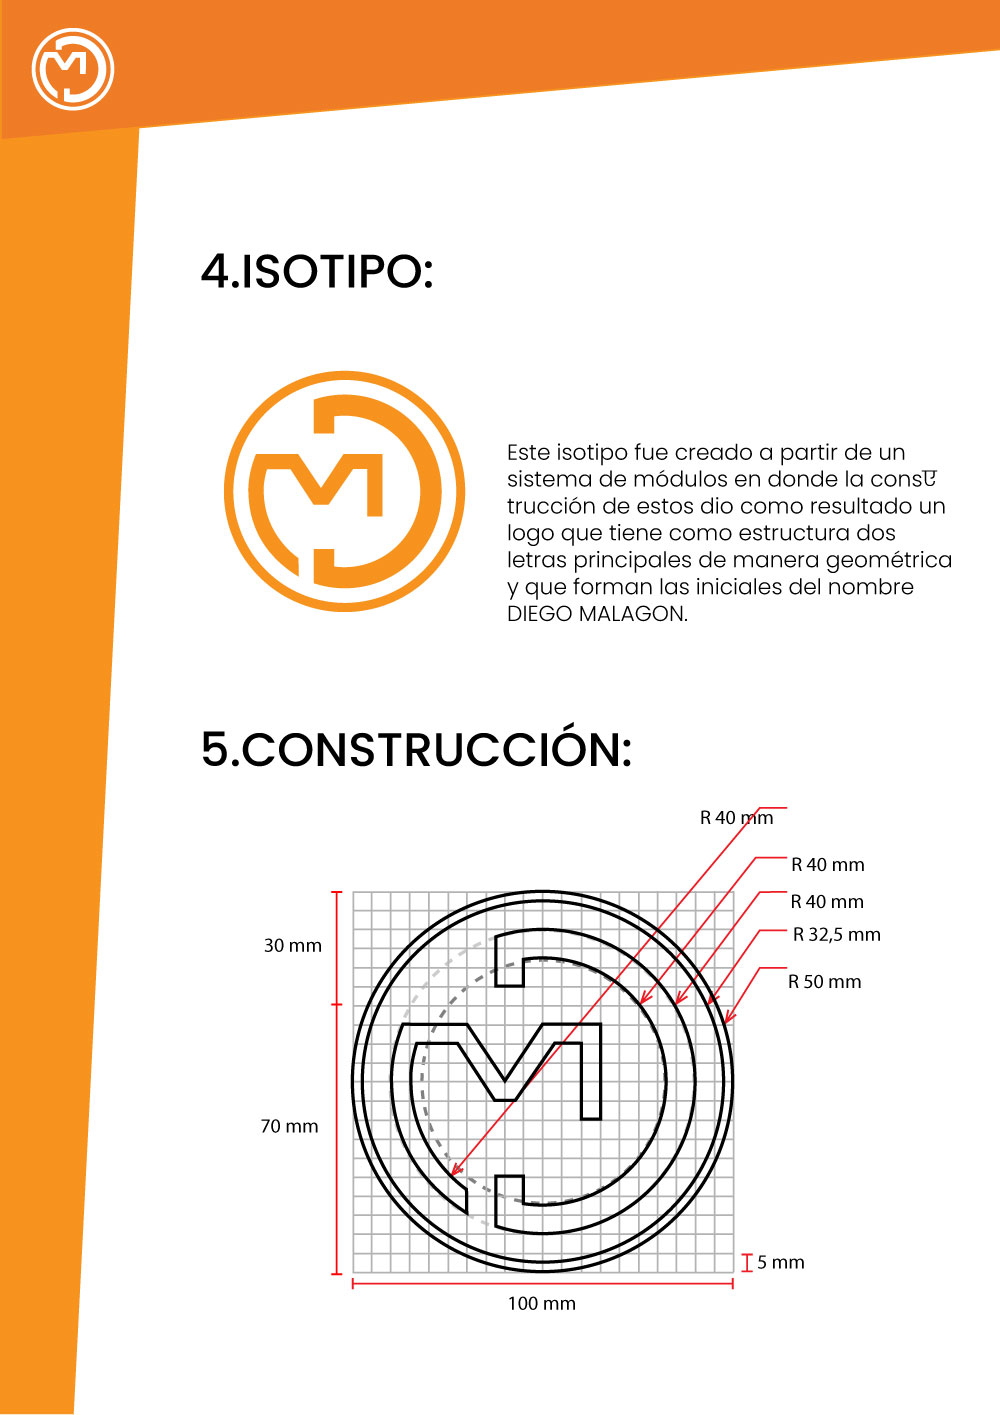 4.ISOTIPO:
Este isotipo fue creado a partir de un
sistema de módulos en donde la cons
trucción de estos dio como resultado un
logo que tiene como estructura dos
letras principales de manera geométrica
y que forman las iniciales del nombre
DIEGO MALAGON.
5.CONSTRUCCIÓN:
R 40 mm
R 40 mm
R 40 mm
R 32,5 mm
R 50 mm
30 mm
70 mm
5 mm
100 mm